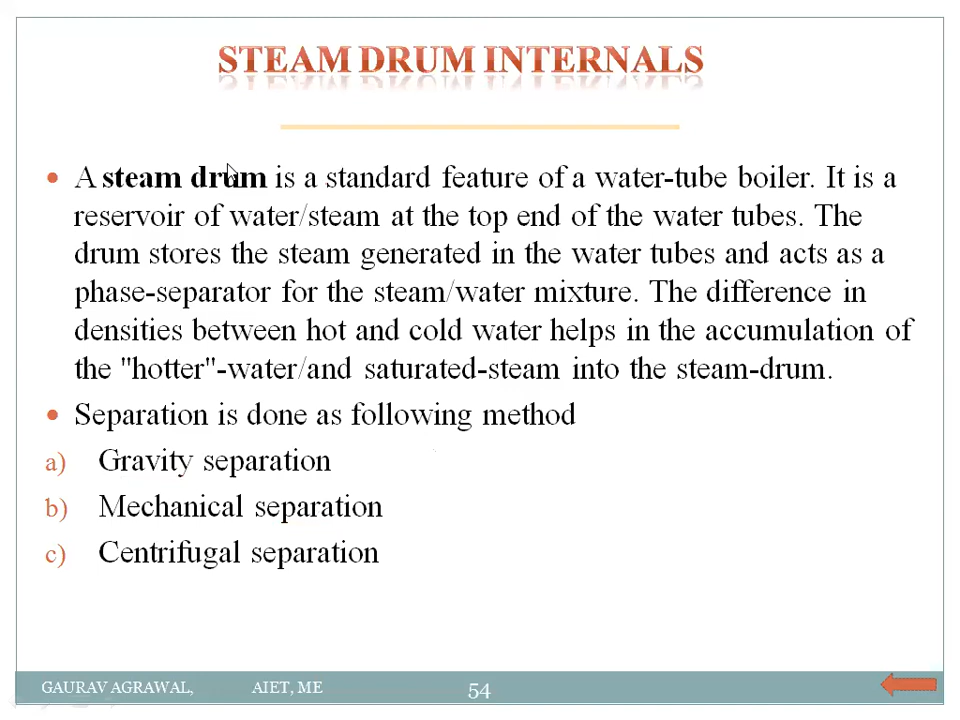 STEAM DRUM INTERNALS
• A steam drum is a standard feature of a water-tube boiler. It is a
reservoir of water/steam at the top end of the water tubes. The
drum stores the steam generated in the water tubes and acts as a
phase-separator for the steam/water mixture. The difference in
densities between hot and cold water helps in the accumulation of
the "hotter"-water/and saturated-steam into the steam-drum.
• Separation is done as following method
a) Gravity separation
b) Mechanical separation
c) Centrifugal separation
GAURAV AGRAWAL, AIET, ME 54